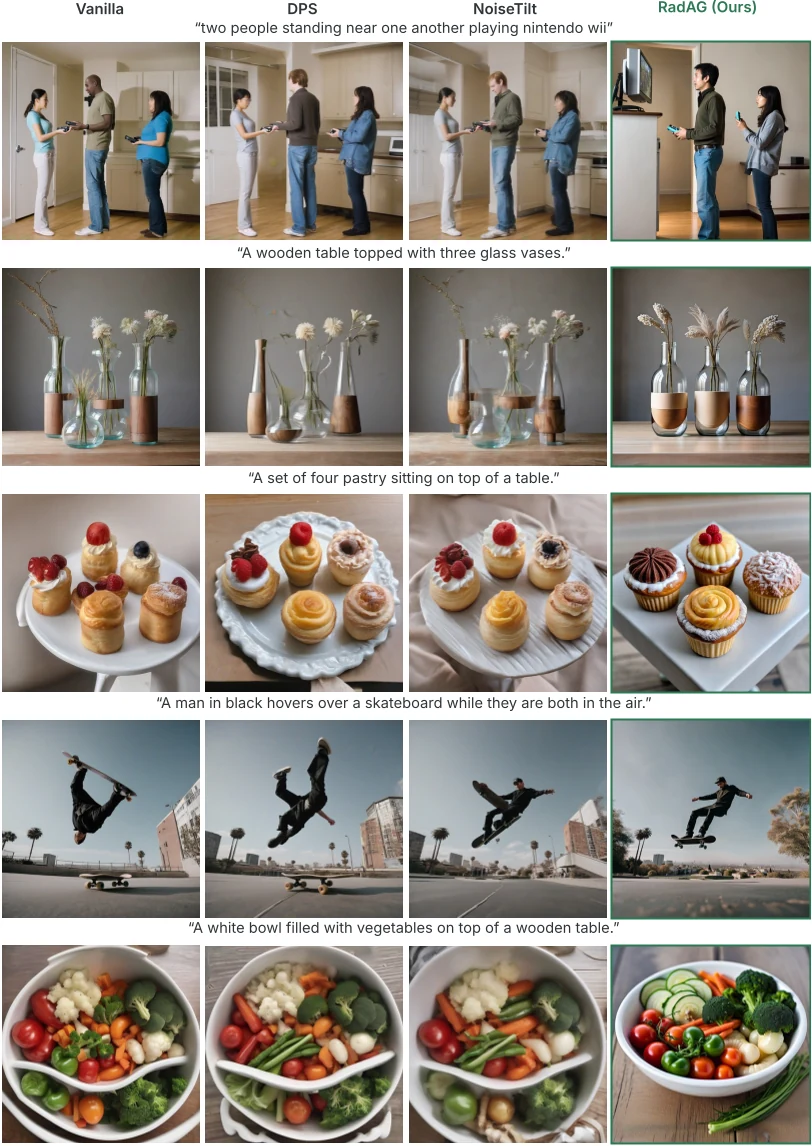 Vanilla DPS NoiseTilt RadAG (Ours)
“two people standing near one another playing nintendo wii”
“A wooden table topped with three glass vases.”
“A set of four pastry sitting on top of a table.”
“A man in black hovers over a skateboard while they are both in the air.”
“A white bowl filled with vegetables on top of a wooden table.”